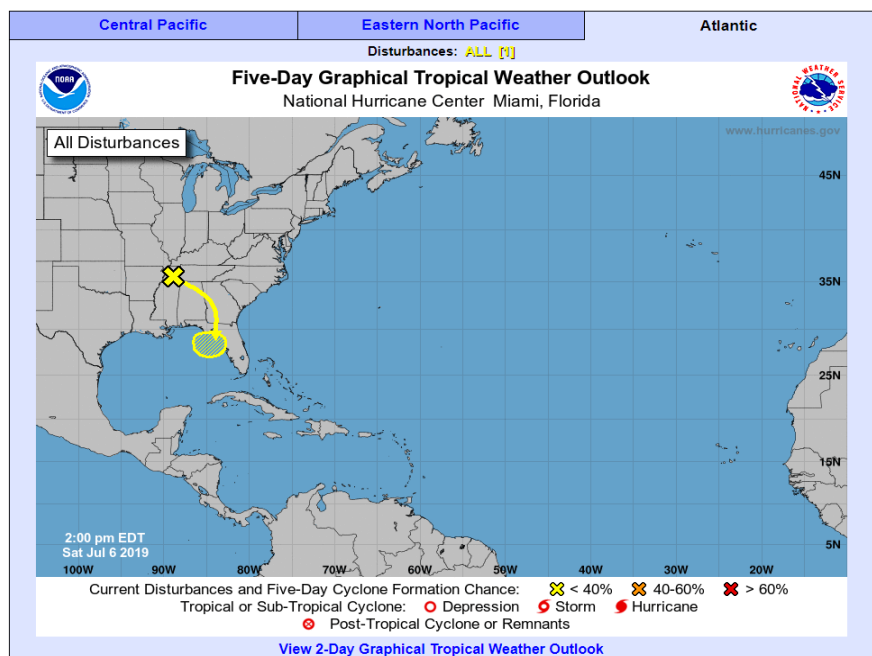 Central Pacific
Eastern North Pacific
Atlantic
Disturbances: ALL [1]
NOAA
Five-Day Graphical Tropical Weather Outlook
National Hurricane Center Miami, Florida
NATIONAL WEATHER SERVICE
All Disturbances
www.hurricanes.gov
45N
35N
25N
15N
5N
2:00 pm EDT
Sat Jul 6 2019
100W 90W 80W 70W 60W 50W 40W 30W 20W
Current Disturbances and Five-Day Cyclone Formation Chance: < 40% 40-60% > 60%
Tropical or Sub-Tropical Cyclone: Depression Storm Hurricane
Post-Tropical Cyclone or Remnants
View 2-Day Graphical Tropical Weather Outlook